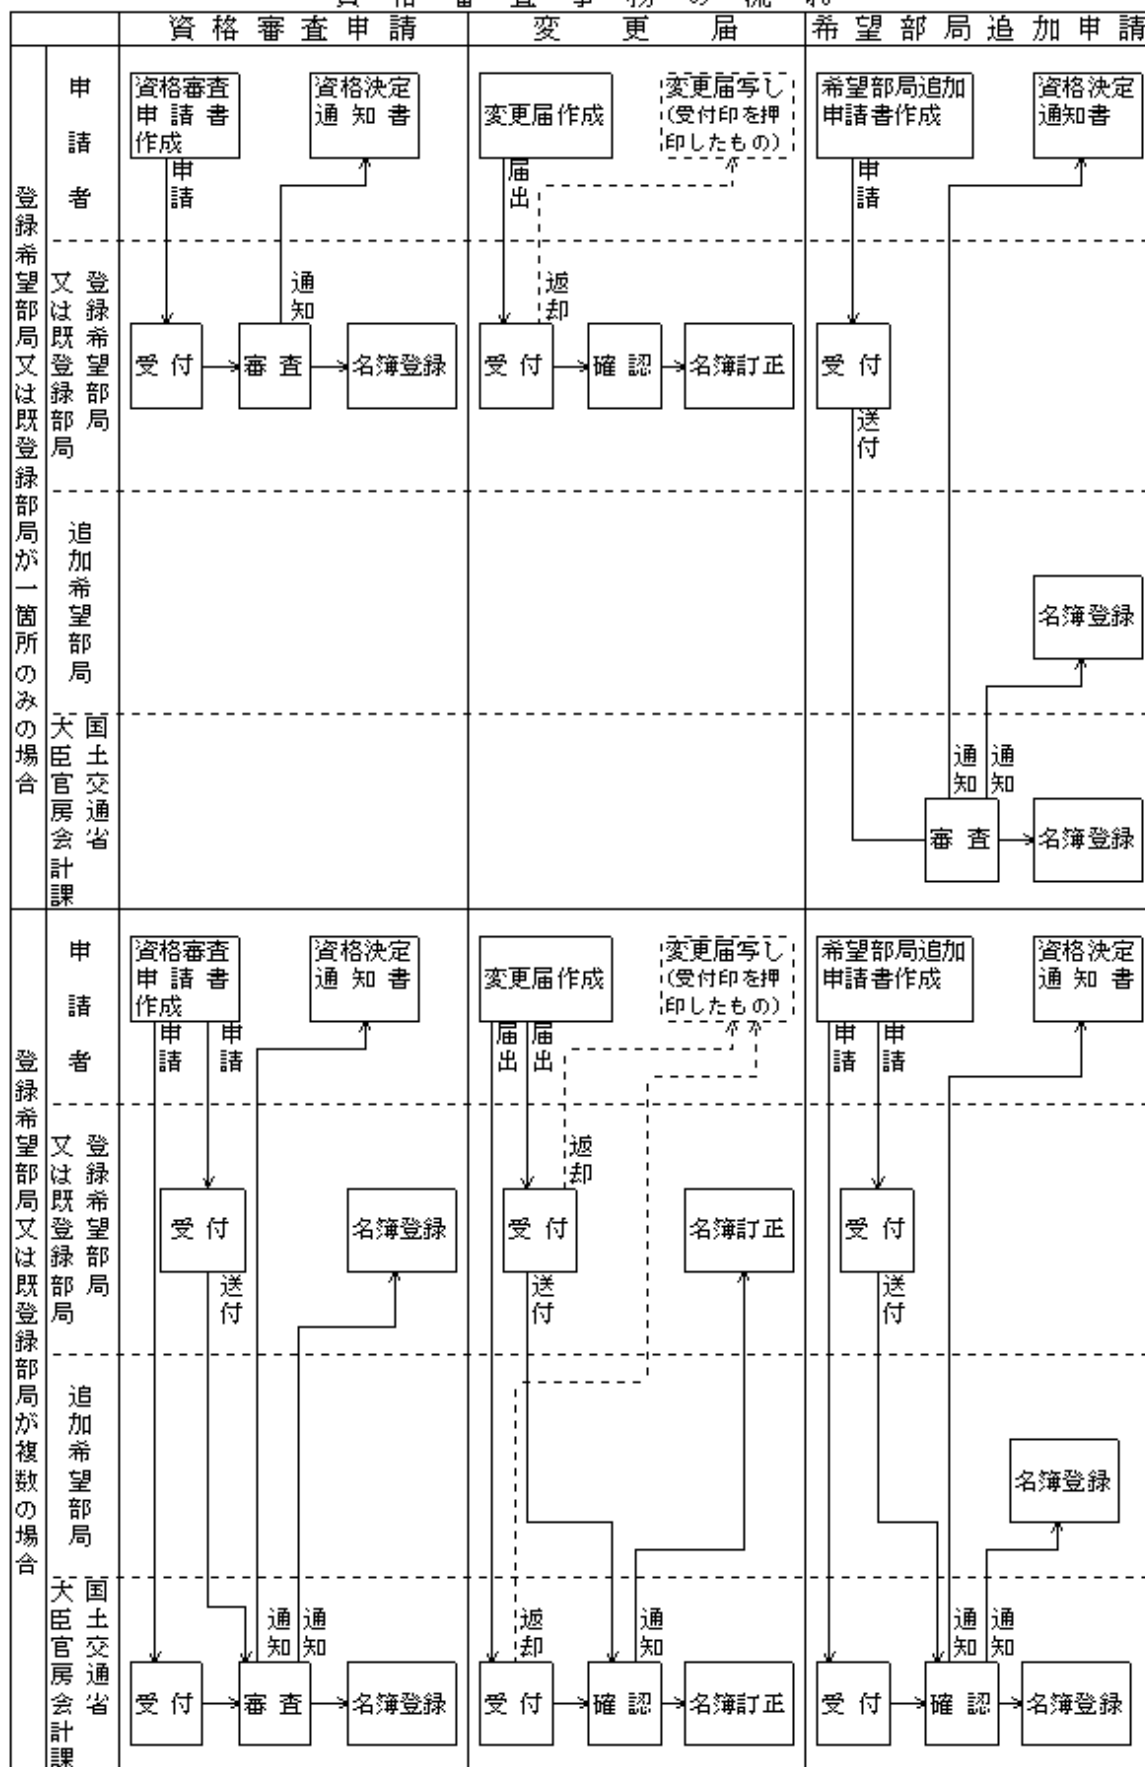 資格審査事務の流れ
資格審査申請
変更届
希望部局追加申請
登録希望部局又は既登録部局が一箇所のみの場合
申請者
資格審査
申請書
作成
資格決定
通知書
変更届作成
変更届写し
(受付印を押
印したもの)
希望部局追加
申請書作成
資格決定
通知書
申請
届出
申請
登録希望部局
又は既登録部局
通知
返却
受付
審査
名簿登録
受付
確認
名簿訂正
受付
送付
追加希望部局
名簿登録
国土交通省
大臣官房会計課
通知
通知
審査
名簿登録
登録希望部局又は既登録部局が複数の場合
申請者
資格審査
申請書
作成
資格決定
通知書
変更届作成
変更届写し
(受付印を押
印したもの)
希望部局追加
申請書作成
資格決定
通知書
申請
申請
届出
届出
申請
申請
登録希望部局
又は既登録部局
返却
受付
名簿登録
受付
名簿訂正
受付
送付
送付
送付
追加希望部局
名簿登録
国土交通省
大臣官房会計課
通知
通知
返却
通知
通知
通知
受付
審査
名簿登録
受付
確認
名簿訂正
受付
確認
名簿登録